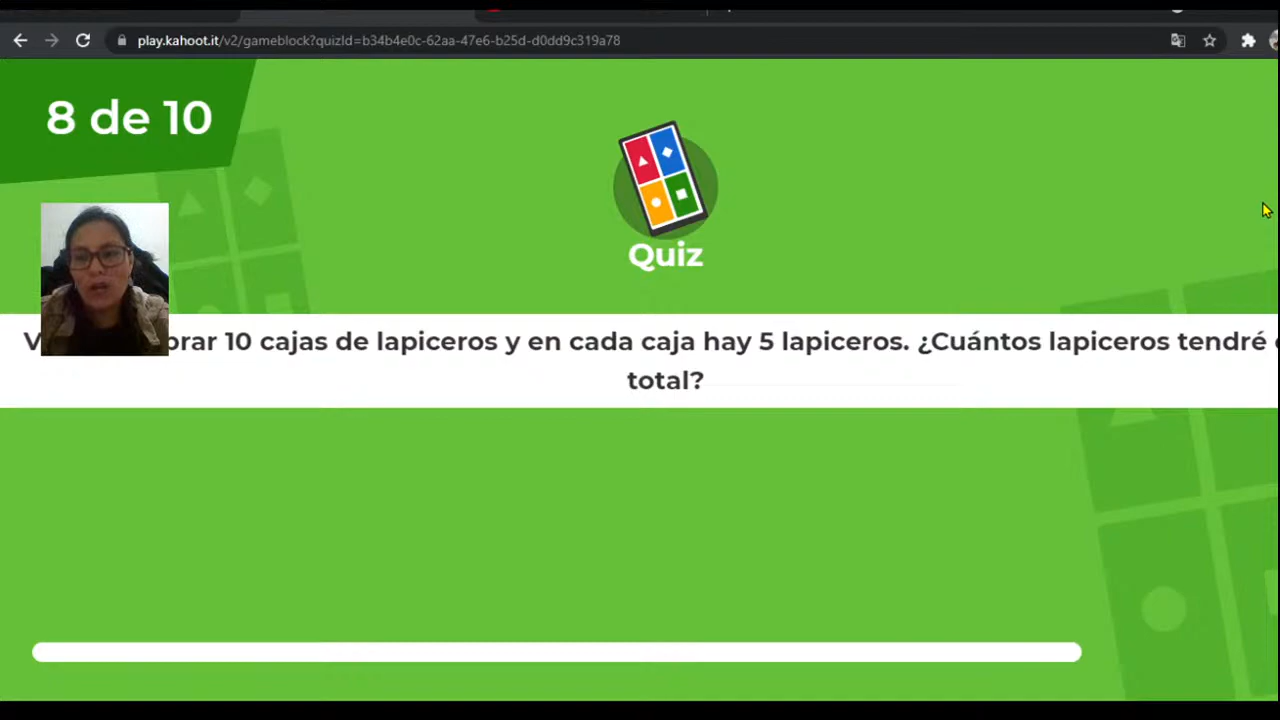 play.kahoot.it/v2/gameblock?quizId=b34b4e0c-62aa-47e6-b25d-d0dd9c319a78
8 de 10
Quiz
10 cajas de lapiceros y en cada caja hay 5 lapiceros. ¿Cuántos lapiceros tendré
total?